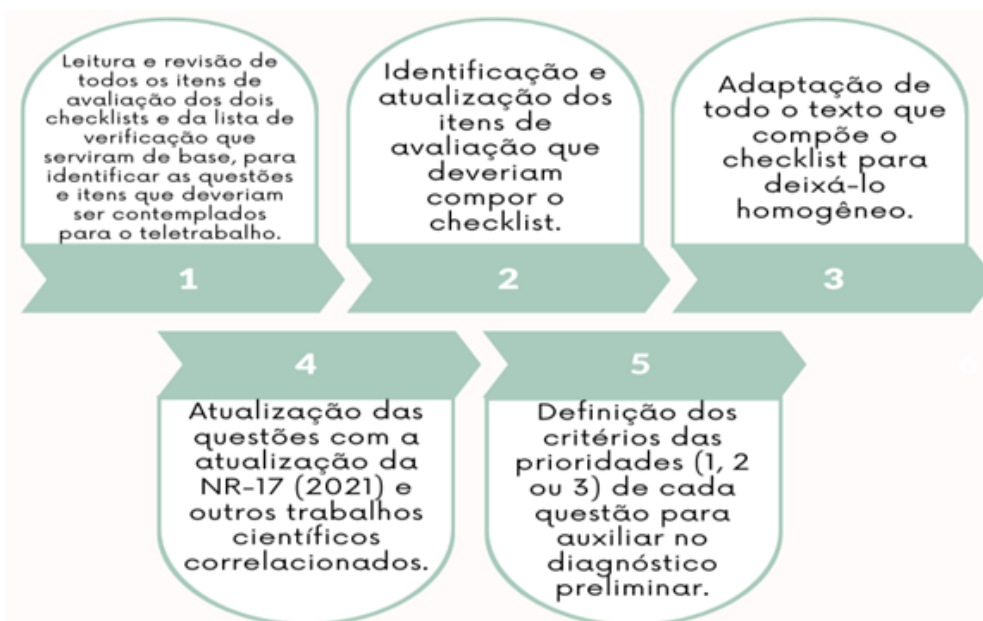 Leitura e revisão de
todos os itens de
avaliação dos dois
checklists e da lista de
verificação que
serviram de base, para
identificar as questões
e itens que deveriam
ser contemplados
para o teletrabalho.
1
Identificação e
atualização dos
itens de
avaliação que
deveriam
compor o
checklist.
2
Adaptação de
todo o texto que
compõe o
checklist para
deixá-lo
homogêneo.
3
4
Atualização das
questões com a
atualização da
NR-17 (2021) e
outros trabalhos
científicos
correlacionados.
5
Definição dos
critérios das
prioridades (1, 2
ou 3) de cada
questão para
auxiliar no
diagnóstico
preliminar.